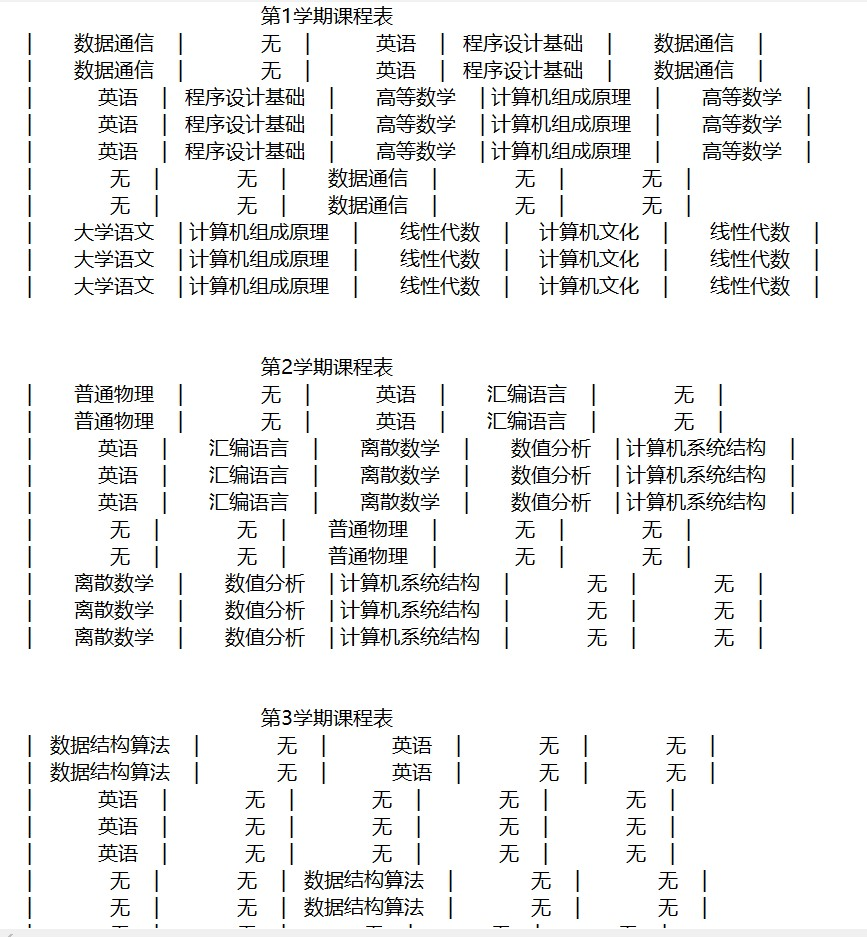 第1学期课程表
| 数据通信 | 无 | 英语 | 程序设计基础 | 数据通信 |
| 数据通信 | 无 | 英语 | 程序设计基础 | 数据通信 |
| 英语 | 程序设计基础 | 高等数学 | 计算机组成原理 | 高等数学 |
| 英语 | 程序设计基础 | 高等数学 | 计算机组成原理 | 高等数学 |
| 英语 | 程序设计基础 | 高等数学 | 计算机组成原理 | 高等数学 |
| 无 | 无 | 数据通信 | 无 | 无 |
| 无 | 无 | 数据通信 | 无 | 无 |
| 大学语文 | 计算机组成原理 | 线性代数 | 计算机文化 | 线性代数 |
| 大学语文 | 计算机组成原理 | 线性代数 | 计算机文化 | 线性代数 |
| 大学语文 | 计算机组成原理 | 线性代数 | 计算机文化 | 线性代数 |
第2学期课程表
| 普通物理 | 无 | 英语 | 汇编语言 | 无 |
| 普通物理 | 无 | 英语 | 汇编语言 | 无 |
| 英语 | 汇编语言 | 离散数学 | 数值分析 | 计算机系统结构 |
| 英语 | 汇编语言 | 离散数学 | 数值分析 | 计算机系统结构 |
| 英语 | 汇编语言 | 离散数学 | 数值分析 | 计算机系统结构 |
| 无 | 无 | 普通物理 | 无 | 无 |
| 无 | 无 | 普通物理 | 无 | 无 |
| 离散数学 | 数值分析 | 计算机系统结构 | 无 | 无 |
| 离散数学 | 数值分析 | 计算机系统结构 | 无 | 无 |
| 离散数学 | 数值分析 | 计算机系统结构 | 无 | 无 |
第3学期课程表
| 数据结构算法 | 无 | 英语 | 无 | 无 |
| 数据结构算法 | 无 | 英语 | 无 | 无 |
| 英语 | 无 | 无 | 无 | 无 |
| 英语 | 无 | 无 | 无 | 无 |
| 英语 | 无 | 无 | 无 | 无 |
| 无 | 无 | 数据结构算法 | 无 | 无 |
| 无 | 无 | 数据结构算法 | 无 | 无 |